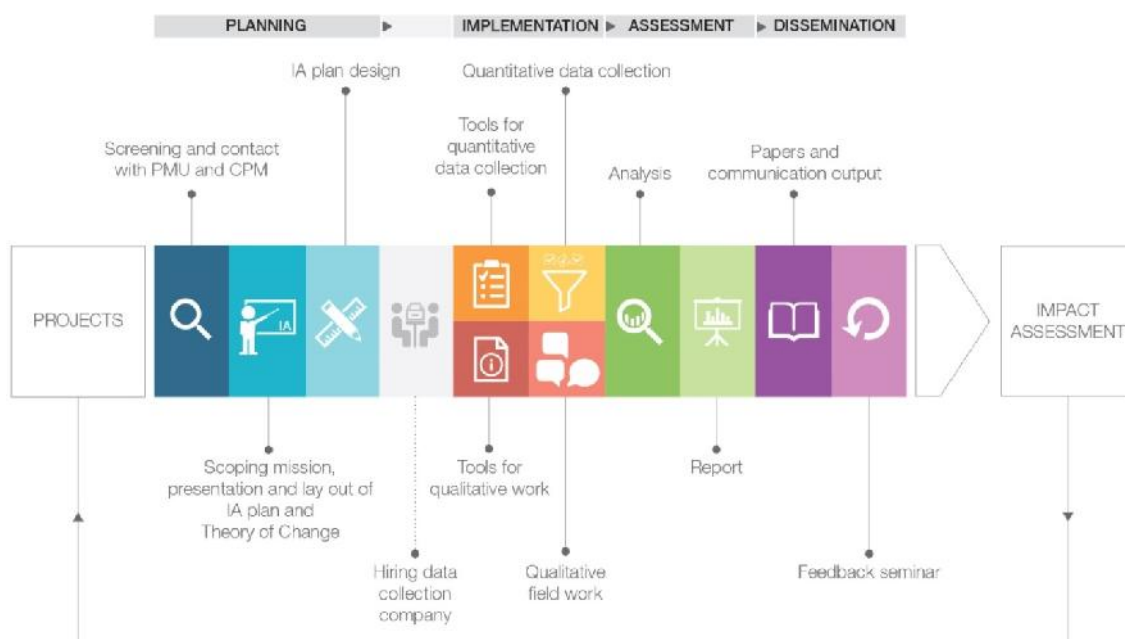 PLANNING
IMPLEMENTATION
ASSESSMENT
DISSEMINATION
IA plan design
Quantitative data collection
Screening and contact
with PMU and CPM
Tools for
quantitative
data collection
Analysis
Papers and
communication output
PROJECTS
IA
IMPACT
ASSESSMENT
Scoping mission,
presentation and lay out of
IA plan and
Theory of Change
Tools for
qualitative work
Report
Hiring data
collection
company
Qualitative
field work
Feedback seminar